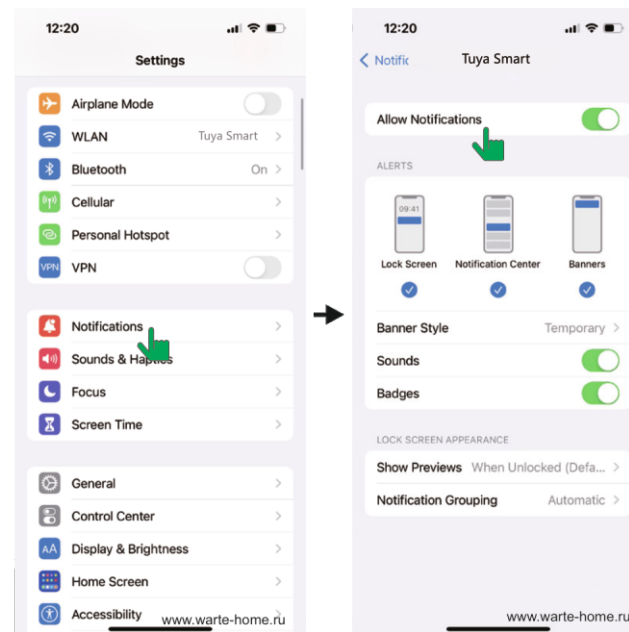 12:20
Settings
Airplane Mode
WLAN Tuya Smart
Bluetooth On
Cellular
Personal Hotspot
VPN VPN
Notifications
Sounds & Haptics
Focus
Screen Time
General
Control Center
AA Display & Brightness
Home Screen
Accessibility
www.warte-home.ru
12:20
Notific Tuya Smart
Allow Notifications
ALERTS
09:41
Lock Screen Notification Center Banners
Banner Style Temporary
Sounds
Badges
LOCK SCREEN APPEARANCE
Show Previews When Unlocked (Defa...
Notification Grouping Automatic
www.warte-home.ru